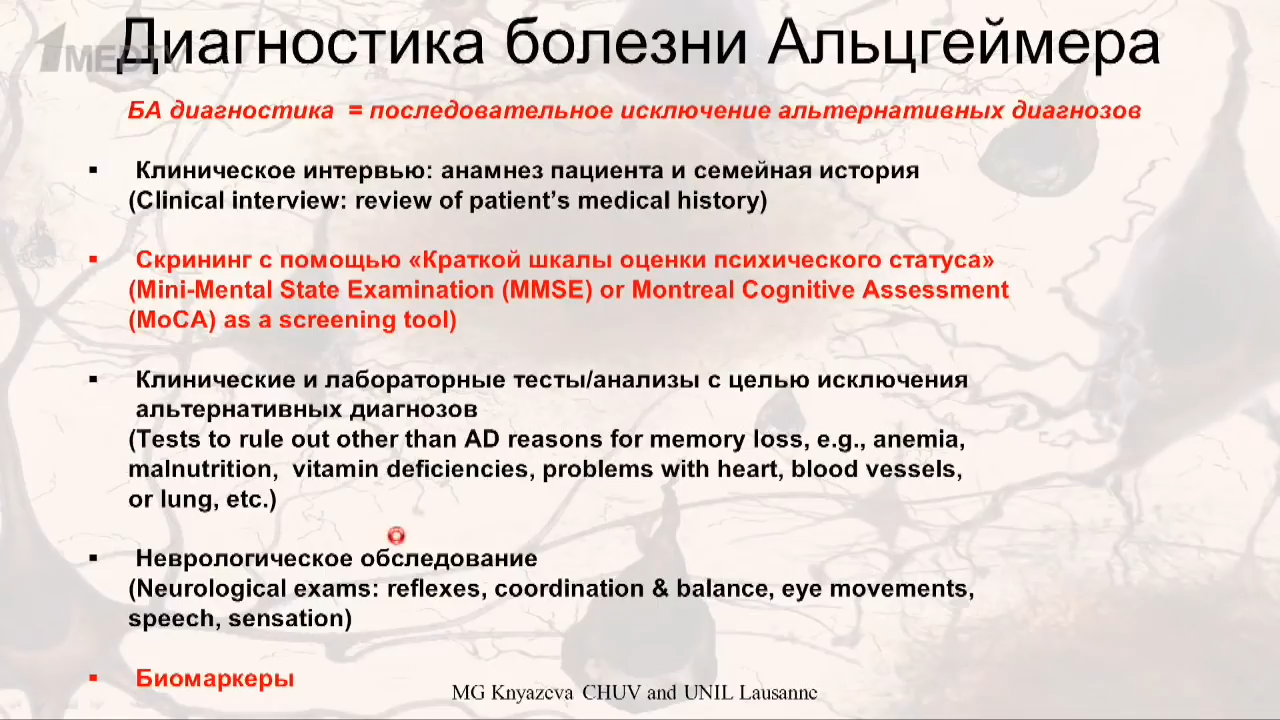 Диагностика болезни Альцгеймера
1MEDTV
БА диагностика = последовательное исключение альтернативных диагнозов
▪ Клиническое интервью: анамнез пациента и семейная история
(Clinical interview: review of patient’s medical history)
▪ Скрининг с помощью «Краткой шкалы оценки психического статуса»
(Mini-Mental State Examination (MMSE) or Montreal Cognitive Assessment
(MoCA) as a screening tool)
▪ Клинические и лабораторные тесты/анализы с целью исключения
альтернативных диагнозов
(Tests to rule out other than AD reasons for memory loss, e.g., anemia,
malnutrition, vitamin deficiencies, problems with heart, blood vessels,
or lung, etc.)
▪ Неврологическое обследование
(Neurological exams: reflexes, coordination & balance, eye movements,
speech, sensation)
▪ Биомаркеры
MG Knyazeva CHUV and UNIL Lausanne